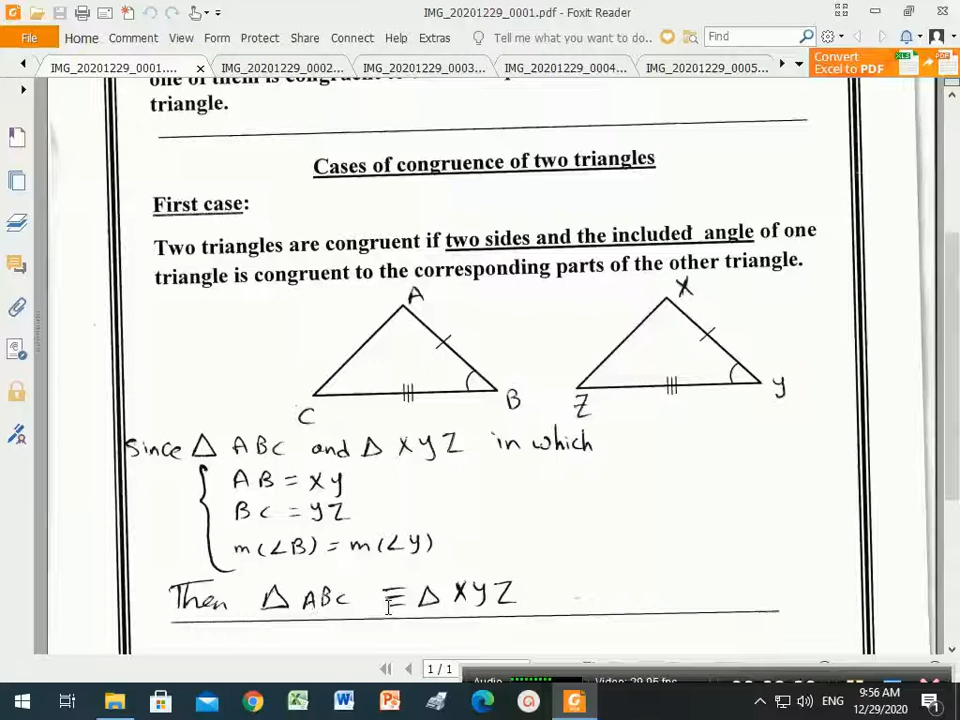 IMG_20201229_0001.pdf - Foxit Reader
File Home Comment View Form Protect Share Connect Help Extras Tell me what you want to do... Find
IMG_20201229_0001.... IMG_20201229_0002... IMG_20201229_0003... IMG_20201229_0004... IMG_20201229_0005...
Convert
Excel to PDF
triangle.
Cases of congruence of two triangles
First case:
Two triangles are congruent if two sides and the included angle of one
triangle is congruent to the corresponding parts of the other triangle.
A X
C B Z y
Since △ ABC and △ XYZ in which
AB = XY
BC = YZ
m(∠B) = m(∠Y)
Then △ ABC ≡ △ XYZ
1 / 1
ENG
9:56 AM
12/29/2020